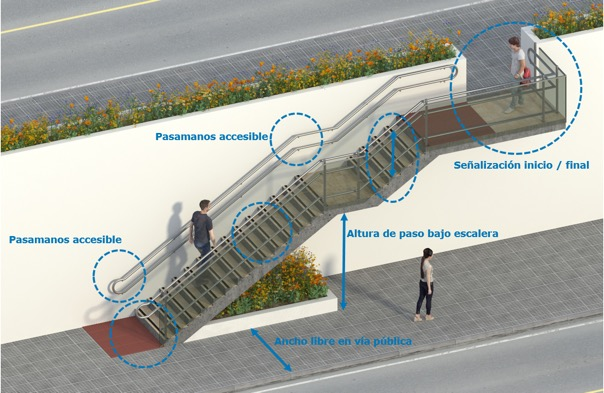 Pasamanos accesible
Señalización inicio / final
Altura de paso bajo escalera
Pasamanos accesible
Ancho libre en vía pública